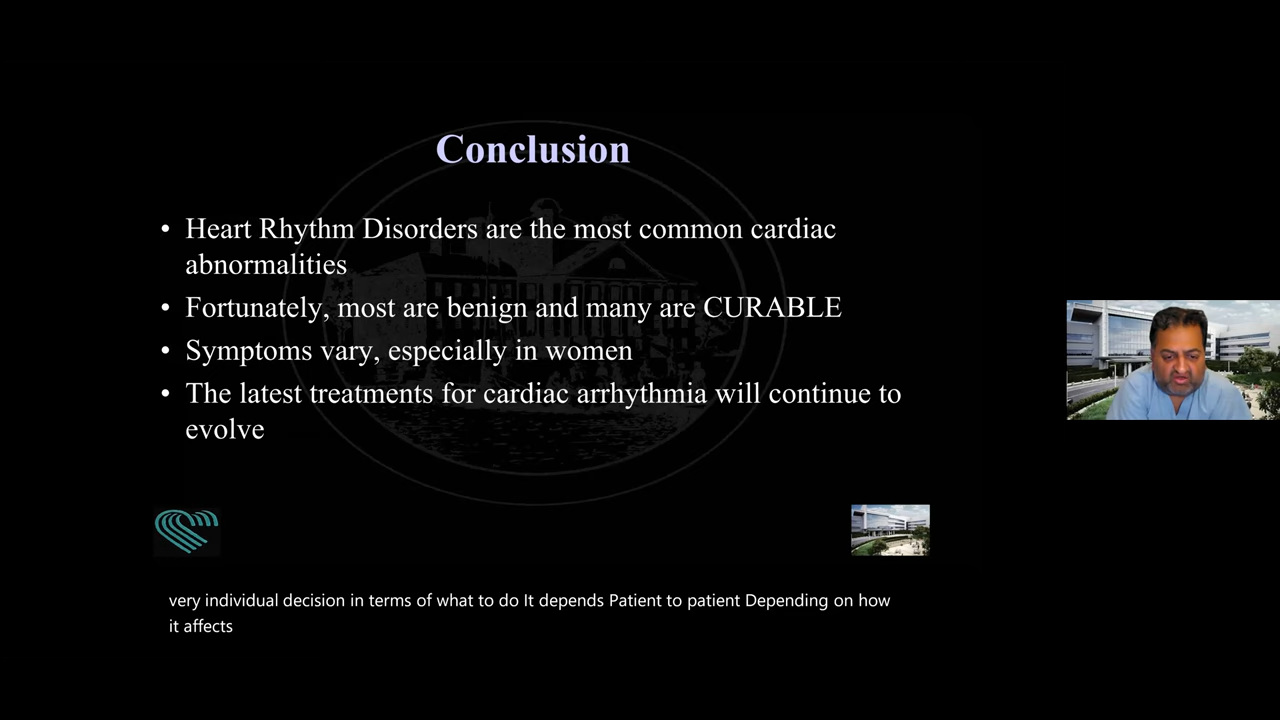 Conclusion
• Heart Rhythm Disorders are the most common cardiac
abnormalities
• Fortunately, most are benign and many are CURABLE
• Symptoms vary, especially in women
• The latest treatments for cardiac arrhythmia will continue to
evolve
very individual decision in terms of what to do It depends Patient to patient Depending on how
it affects